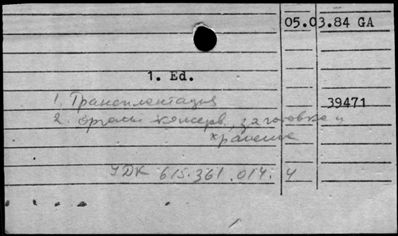 05.03.84 GA
1. Ed.
1. Трансплантация
39471
2. органы консерв., заготовка и
хранение
УДК 615.361.014.4